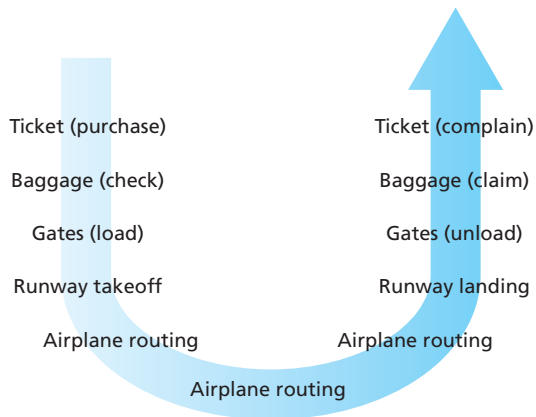 Ticket (purchase)
Baggage (check)
Gates (load)
Runway takeoff
Airplane routing
Airplane routing
Airplane routing
Runway landing
Gates (unload)
Baggage (claim)
Ticket (complain)